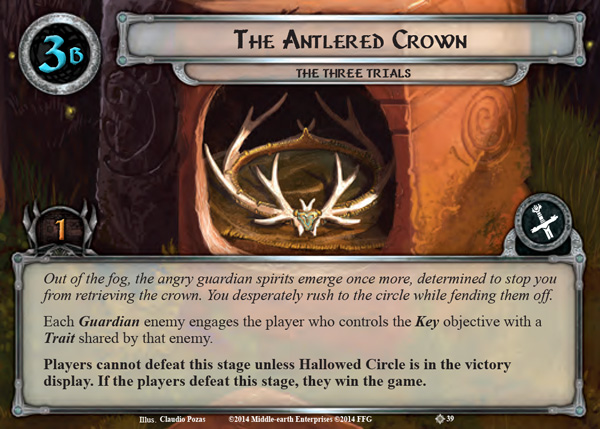 3B
THE ANTLERED CROWN
THE THREE TRIALS
1
Out of the fog, the angry guardian spirits emerge once more, determined to stop you
from retrieving the crown. You desperately rush to the circle while fending them off.
Each Guardian enemy engages the player who controls the Key objective with a
Trait shared by that enemy.
Players cannot defeat this stage unless Hallowed Circle is in the victory
display. If the players defeat this stage, they win the game.
Illus. Claudio Pozas ©2014 Middle-earth Enterprises ©2014 FFG 39